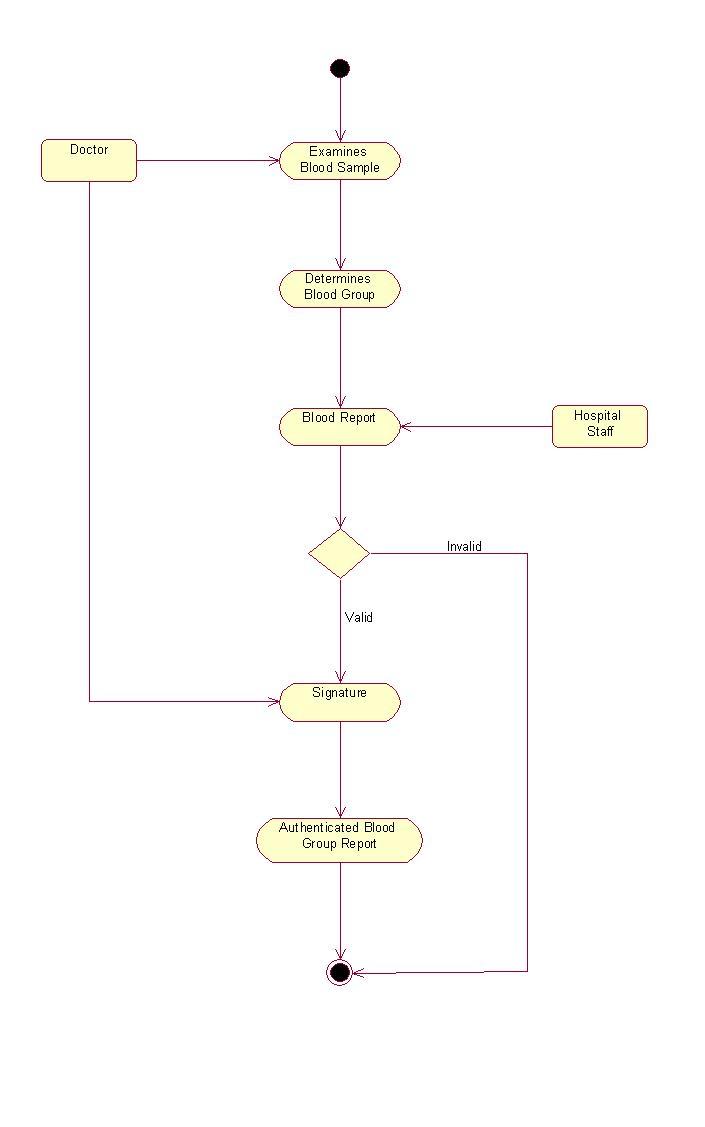 Doctor
Examines
Blood Sample
Determines
Blood Group
Blood Report
Hospital
Staff
Invalid
Valid
Signature
Authenticated Blood
Group Report